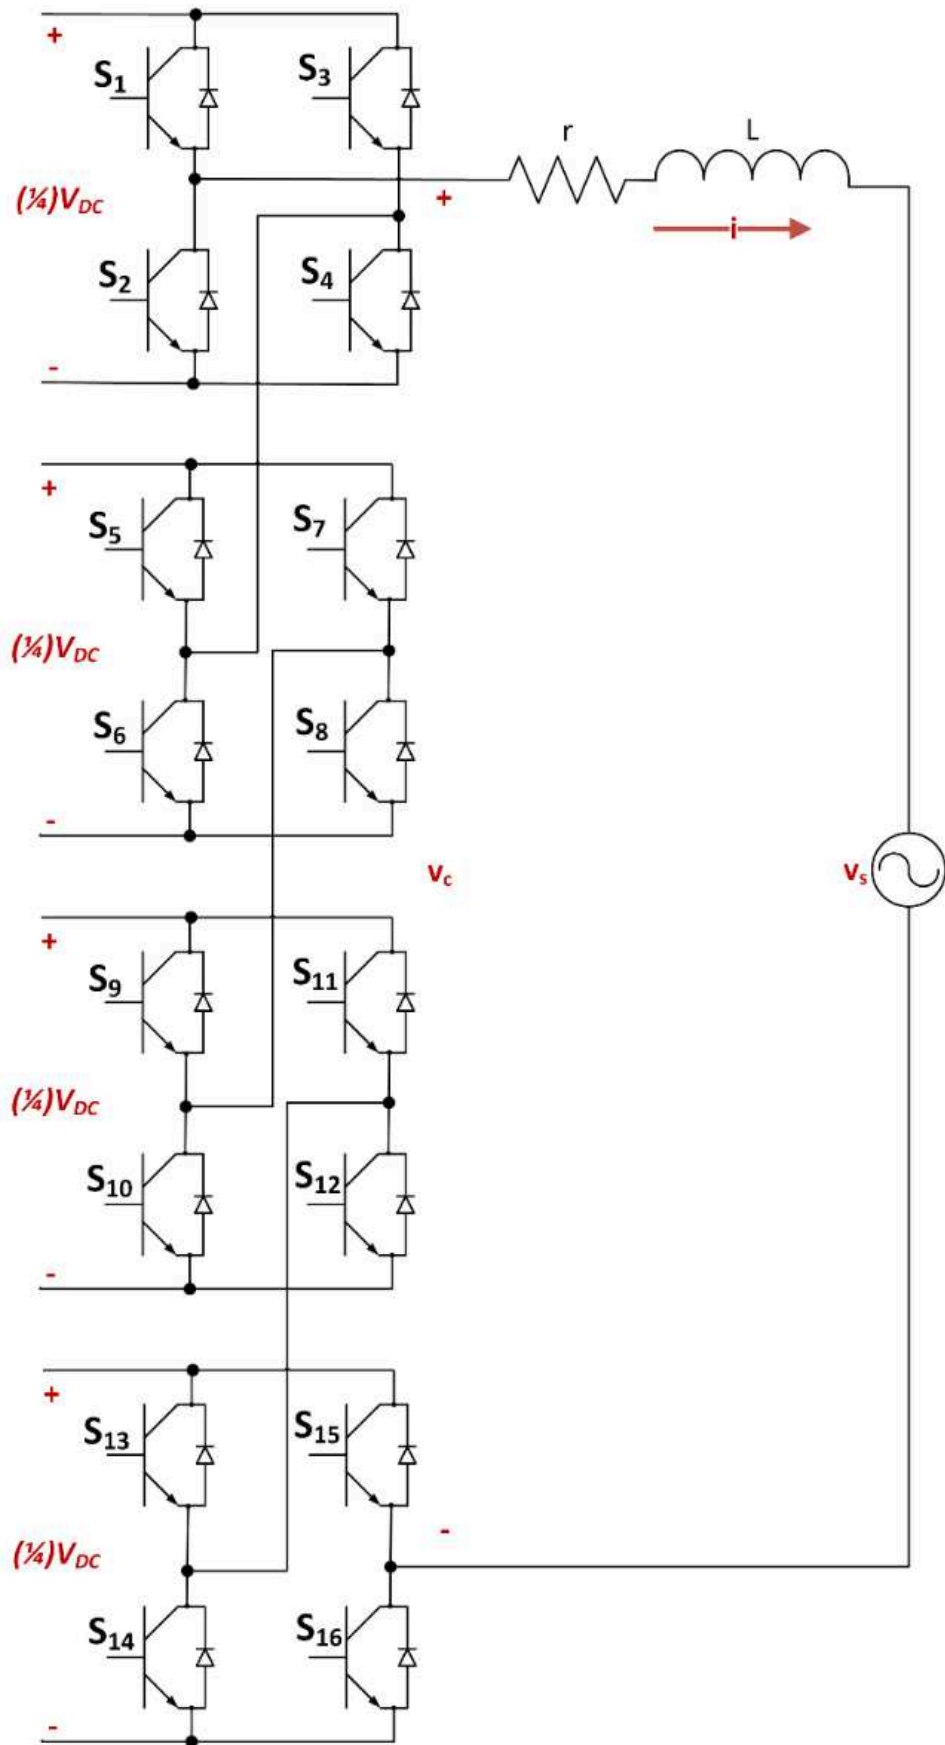 +
S1
S3
r
L
(¼)VDC
+
i
S2
S4
-
+
S5
S7
(¼)VDC
S6
S8
-
vc
vs
+
S9
S11
(¼)VDC
S10
S12
-
+
S13
S15
-
(¼)VDC
S14
S16
-